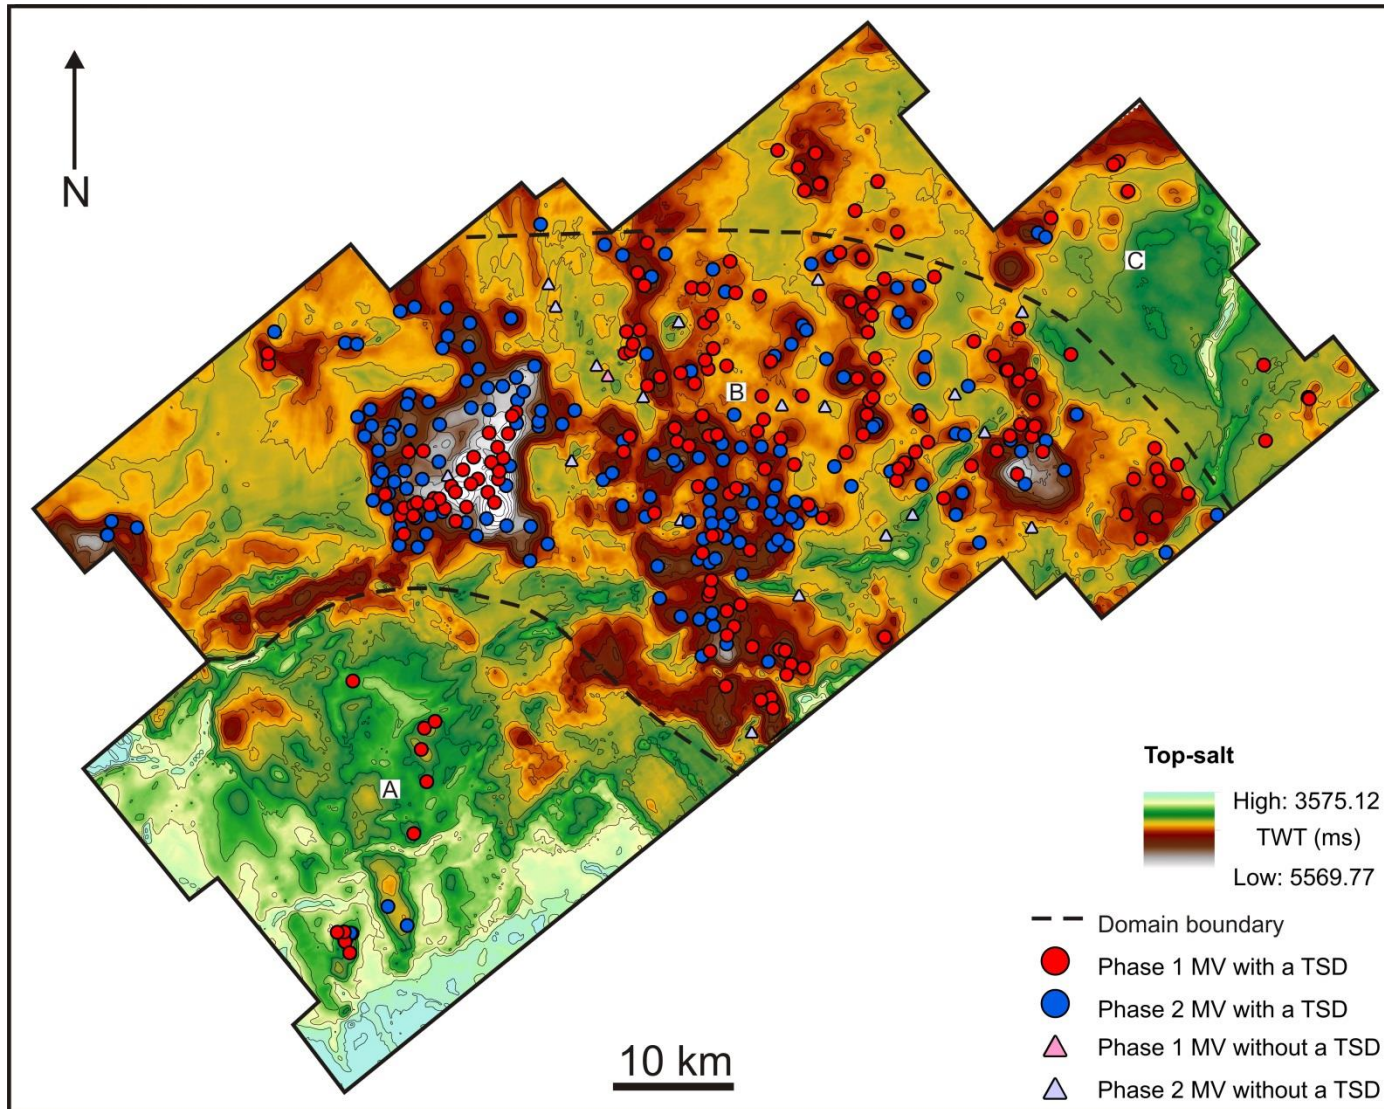 N
C
B
A
Top-salt
High: 3575.12
TWT (ms)
Low: 5569.77
Domain boundary
Phase 1 MV with a TSD
Phase 2 MV with a TSD
Phase 1 MV without a TSD
Phase 2 MV without a TSD
10 km